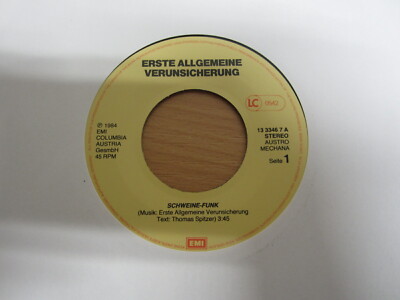 ERSTE ALLGEMEINE
VERUNSICHERUNG
LC
℗ 1984
EMI
COLUMBIA
AUSTRIA
GesmbH
45 RPM
13 3346 7 A
STEREO
AUSTRO
MECHANA
Seite 1
SCHWEINE-FUNK
(Musik: Erste Allgemeine Verunsicherung
Text: Thomas Spitzer) 3:45
EMI